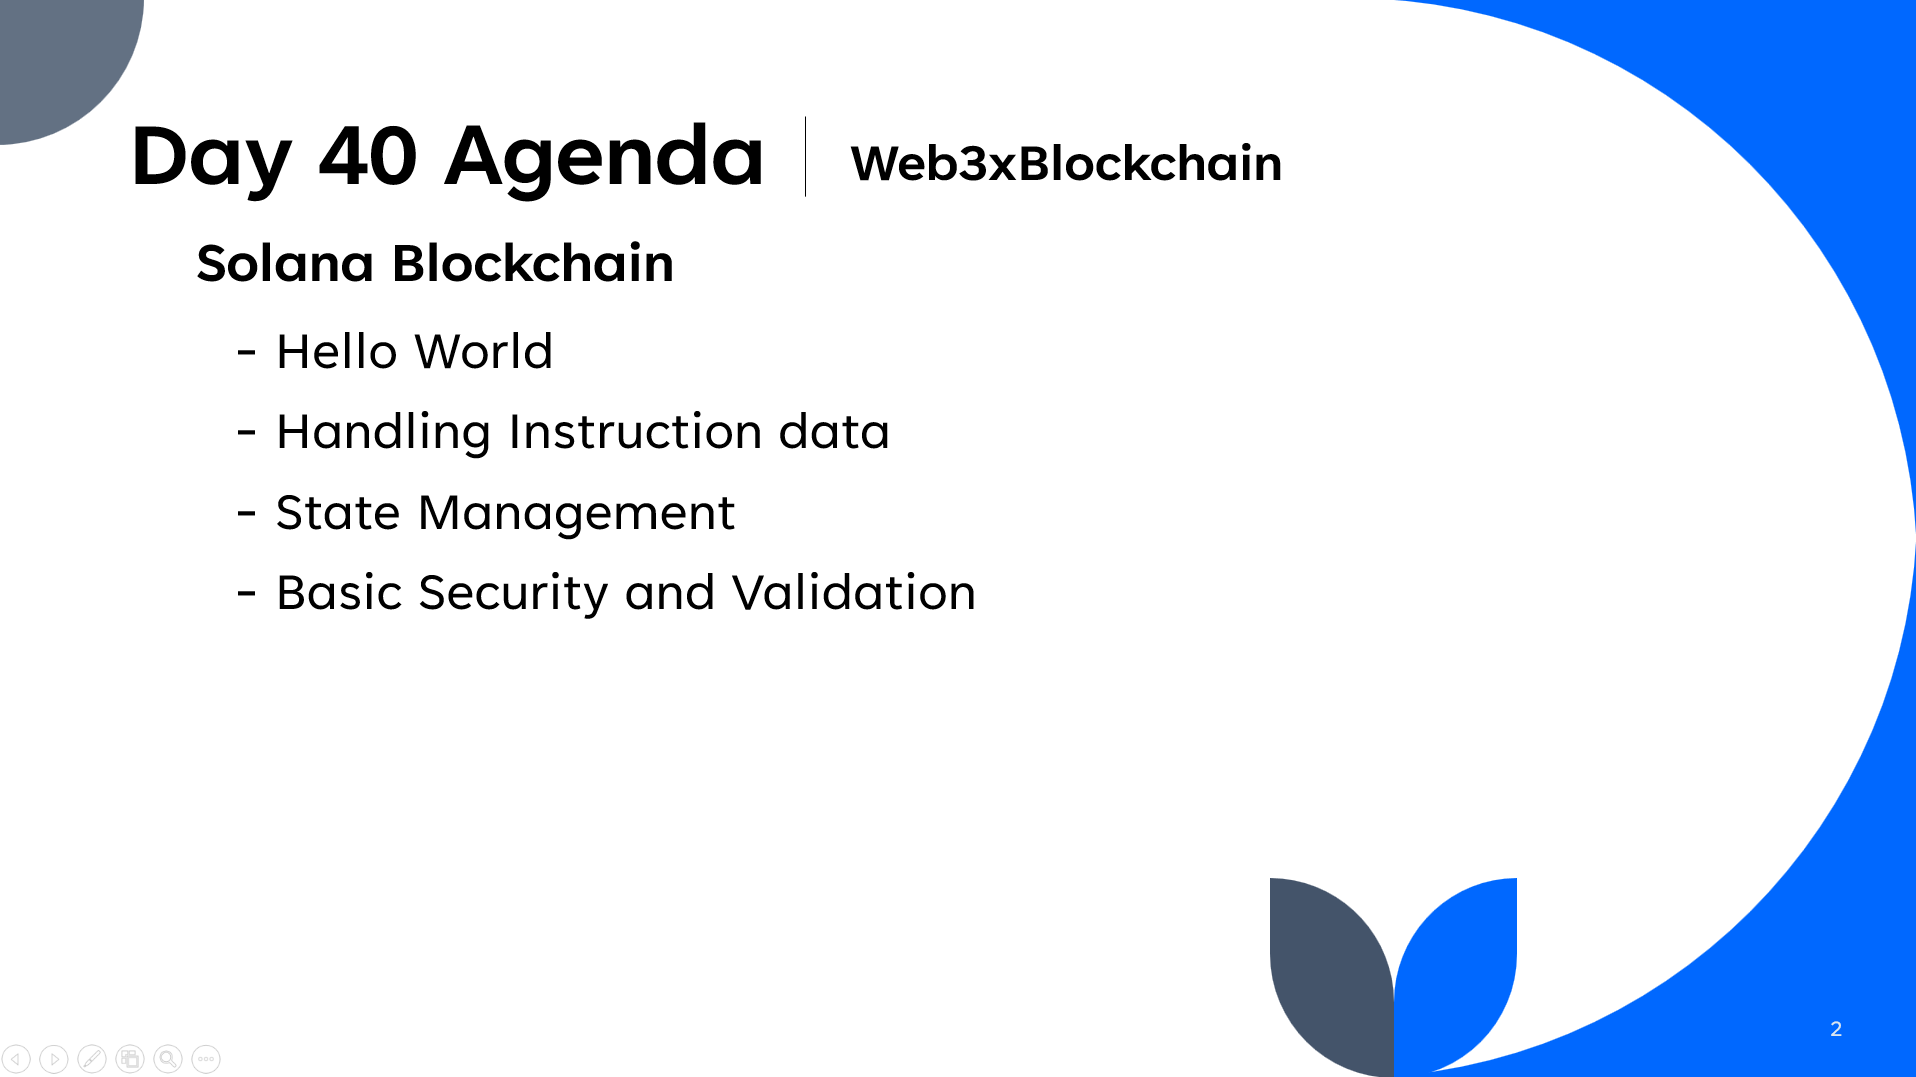 Day 40 Agenda
Web3xBlockchain
Solana Blockchain
- Hello World
- Handling Instruction data
- State Management
- Basic Security and Validation
2